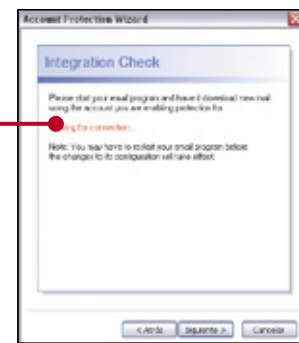 Account Protection Wizard
Integration Check
Please start your email program and have it download new mail
using the account you are enabling protection for.
for connection...
Note: You may have to restart your email program before
the changes to its configuration will take effect.
< Atrás Siguiente > Cancelar